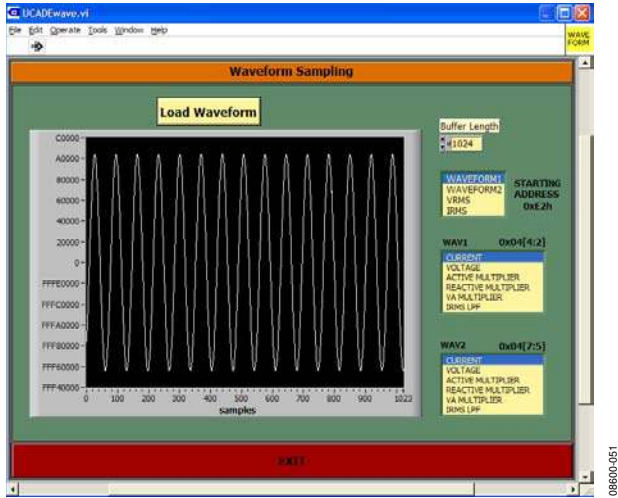 UCADEwave.vi
File Edit Operate Tools Window Help
WAVE
FORM
Waveform Sampling
Load Waveform
Buffer Length
1024
C0000
A0000
80000
60000
40000
20000
0
FFFE0000
FFFC0000
FFFA0000
FFF80000
FFF60000
FFF40000
0 100 200 300 400 500 600 700 800 900 1023
samples
WAVEFORM1
WAVEFORM2
VRMS
IRMS
STARTING
ADDRESS
0xE2h
WAV1 0x04[4:2]
CURRENT
VOLTAGE
ACTIVE MULTIPLIER
REACTIVE MULTIPLIER
VA MULTIPLIER
IRMS LPF
WAV2 0x04[7:5]
CURRENT
VOLTAGE
ACTIVE MULTIPLIER
REACTIVE MULTIPLIER
VA MULTIPLIER
IRMS LPF
EXIT
08600-051